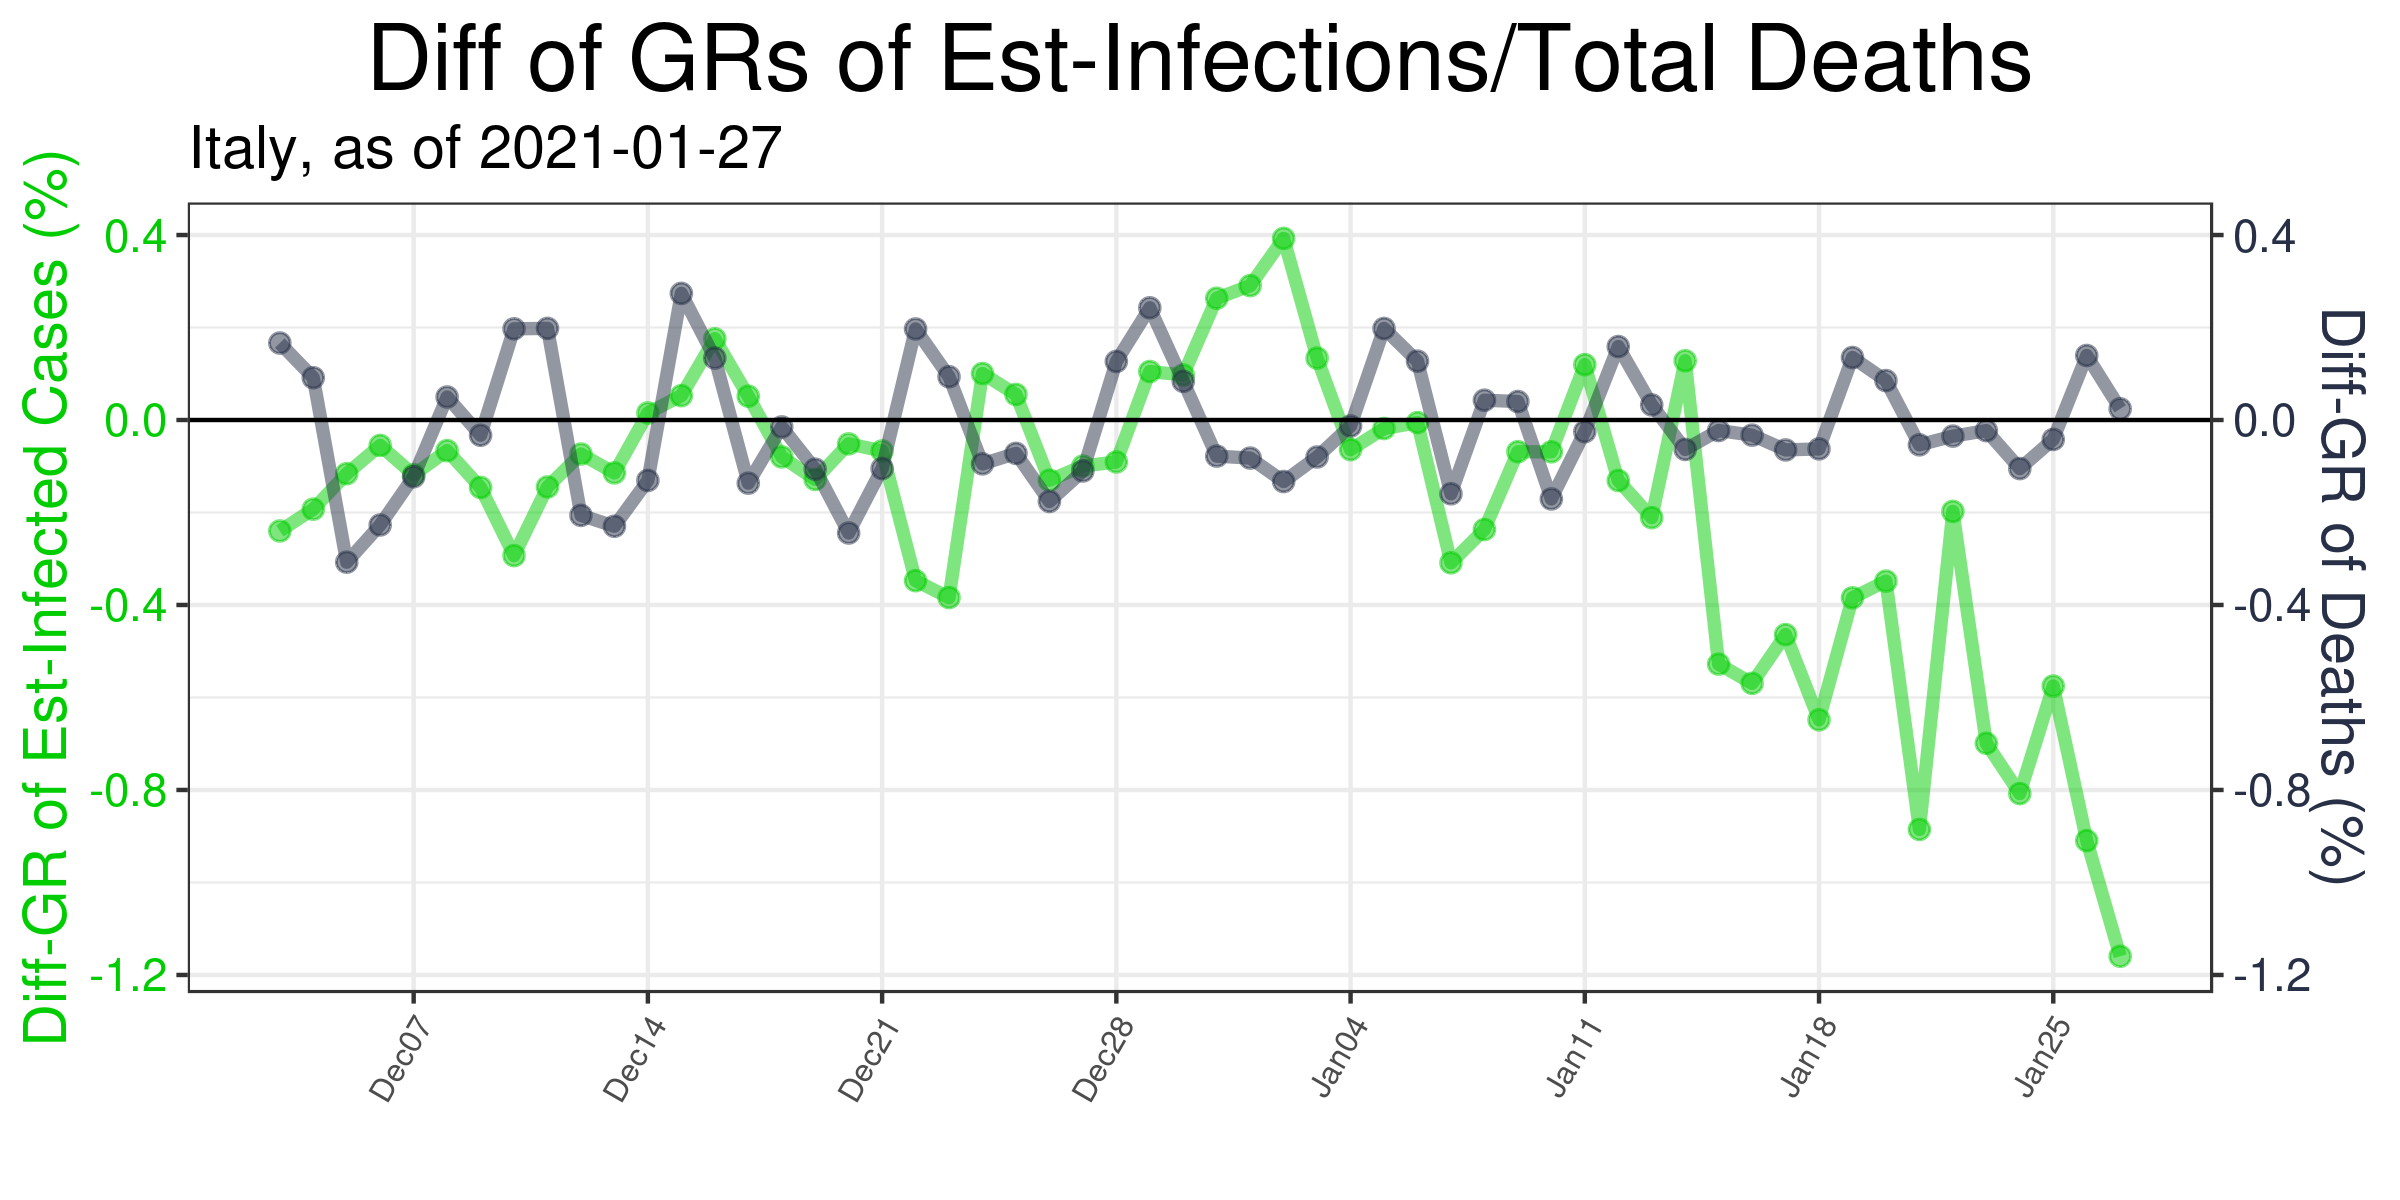 Diff of GRs of Est-Infections/Total Deaths
Italy, as of 2021-01-27
Diff-GR of Est-Infected Cases (%)
0.4
0.0
-0.4
-0.8
-1.2
0.4
0.0
-0.4
-0.8
-1.2
Diff-GR of Deaths (%)
Dec07
Dec14
Dec21
Dec28
Jan04
Jan11
Jan18
Jan25